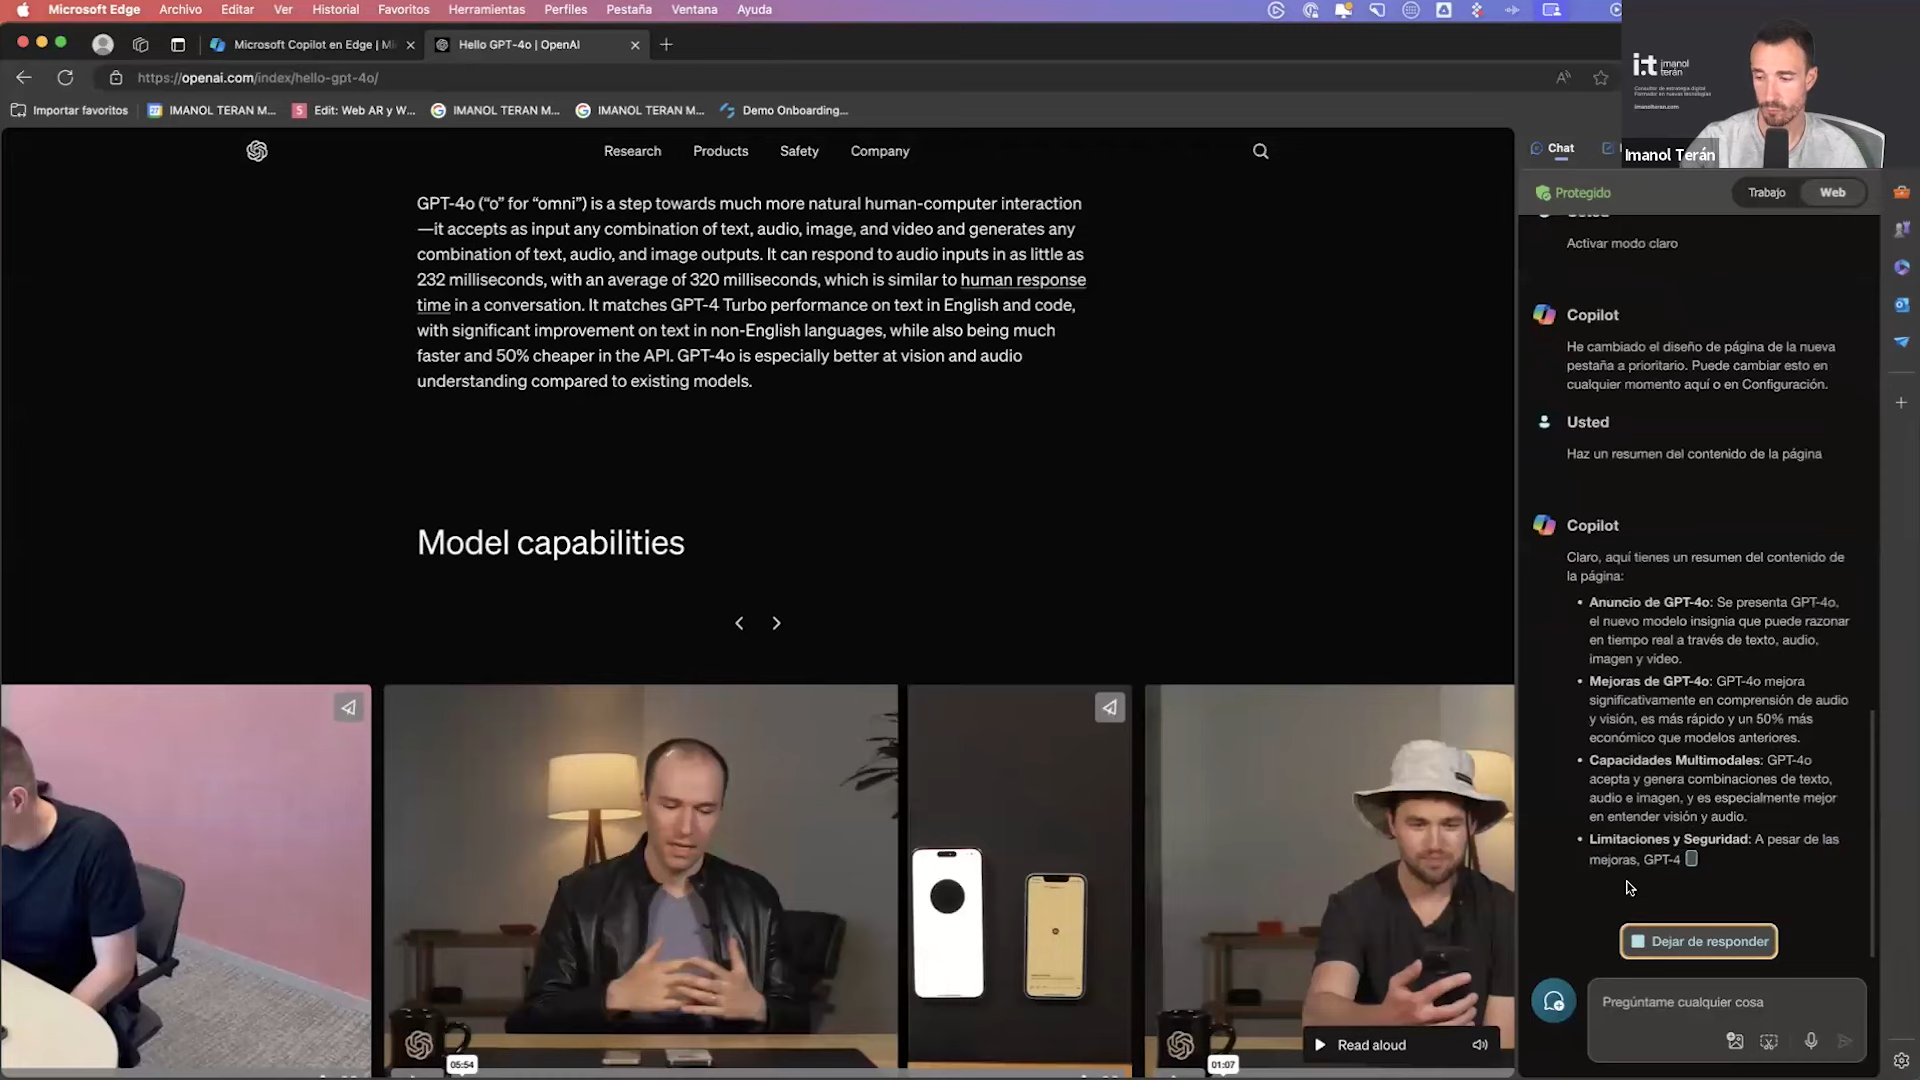 Microsoft Edge Archivo Editar Ver Historial Favoritos Herramientas Perfiles Pestaña Ventana Ayuda
Microsoft Copilot en Edge | Mi
Hello GPT-4o | OpenAI
https://openai.com/index/hello-gpt-4o/
Importar favoritos
IMANOL TERAN M...
Edit: Web AR y W...
IMANOL TERAN M...
IMANOL TERAN M...
Demo Onboarding...
i.t imanol
terán
Consultor de estrategia digital
Formador en nuevas tecnologías
imanolteran.com
Imanol Terán
Research Products Safety Company
GPT-4o (“o” for “omni”) is a step towards much more natural human-computer interaction
—it accepts as input any combination of text, audio, image, and video and generates any
combination of text, audio, and image outputs. It can respond to audio inputs in as little as
232 milliseconds, with an average of 320 milliseconds, which is similar to human response
time in a conversation. It matches GPT-4 Turbo performance on text in English and code,
with significant improvement on text in non-English languages, while also being much
faster and 50% cheaper in the API. GPT-4o is especially better at vision and audio
understanding compared to existing models.
Model capabilities
05:54
01:07
Read aloud
Chat
Protegido
Trabajo Web
Usted
Activar modo claro
Copilot
He cambiado el diseño de página de la nueva
pestaña a prioritario. Puede cambiar esto en
cualquier momento aquí o en Configuración.
Usted
Haz un resumen del contenido de la página
Copilot
Claro, aquí tienes un resumen del contenido de
la página:
• Anuncio de GPT-4o: Se presenta GPT-4o,
el nuevo modelo insignia que puede razonar
en tiempo real a través de texto, audio,
imagen y video.
• Mejoras de GPT-4o: GPT-4o mejora
significativamente en comprensión de audio
y visión, es más rápido y un 50% más
económico que modelos anteriores.
• Capacidades Multimodales: GPT-4o
acepta y genera combinaciones de texto,
audio e imagen, y es especialmente mejor
en entender visión y audio.
• Limitaciones y Seguridad: A pesar de las
mejoras, GPT-4
Dejar de responder
Pregúntame cualquier cosa